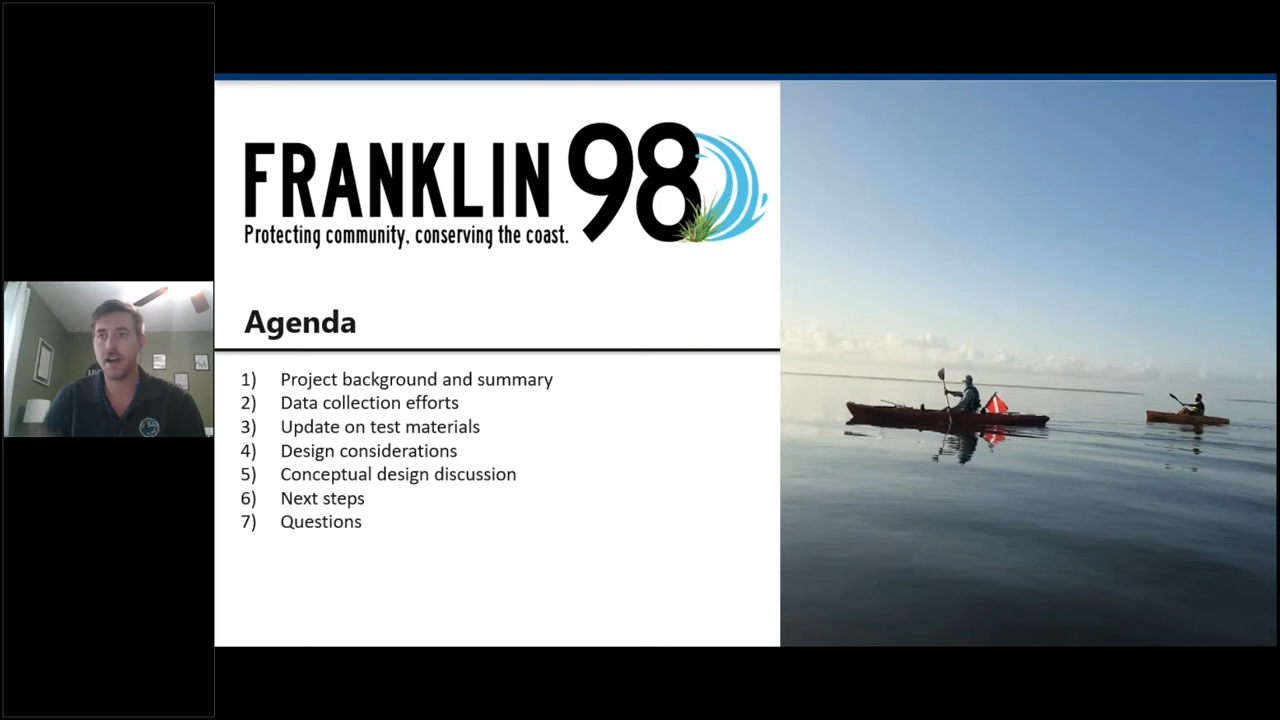 FRANKLIN 98
Protecting community, conserving the coast.
Agenda
1) Project background and summary
2) Data collection efforts
3) Update on test materials
4) Design considerations
5) Conceptual design discussion
6) Next steps
7) Questions